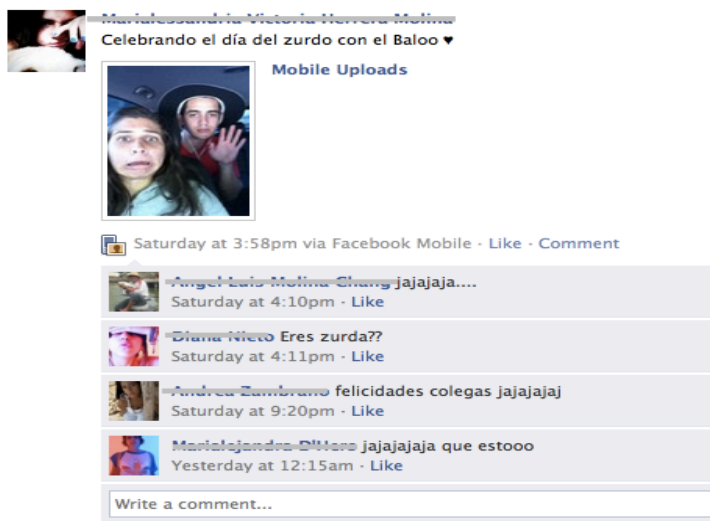 Celebrando el día del zurdo con el Baloo ♥
Mobile Uploads
Saturday at 3:58pm via Facebook Mobile · Like · Comment
jajajaja....
Saturday at 4:10pm · Like
Eres zurda??
Saturday at 4:11pm · Like
felicidades colegas jajajajaj
Saturday at 9:20pm · Like
jajajajaja que estooo
Yesterday at 12:15am · Like
Write a comment...